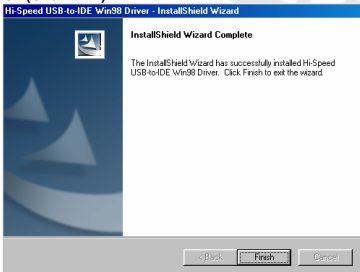 Hi-Speed USB-to-IDE Win98 Driver - InstallShield Wizard
InstallShield Wizard Complete
The InstallShield Wizard has successfully installed Hi-Speed
USB-to-IDE Win98 Driver. Click Finish to exit the wizard.
< Back Finish Cancel